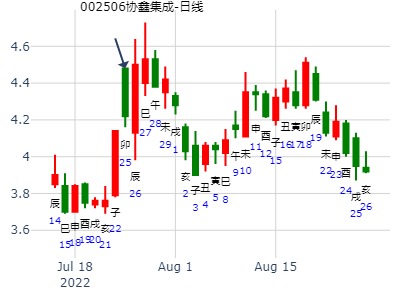 002506协鑫集成-日线
4.6
4.4
4.2
4
3.8
3.6
辰
14
巳
15
申
18
酉
19
戌
20
亥
21
子
22
卯
25
辰
26
巳
27
午
28
未
29
戌
1
亥
2
子
3
丑
4
寅
5
巳
8
午
9
未
10
申
11
酉
12
子
15
丑
16
寅
17
卯
18
辰
19
未
22
申
23
酉
24
戌
25
亥
26
Jul 18
2022
Aug 1
Aug 15